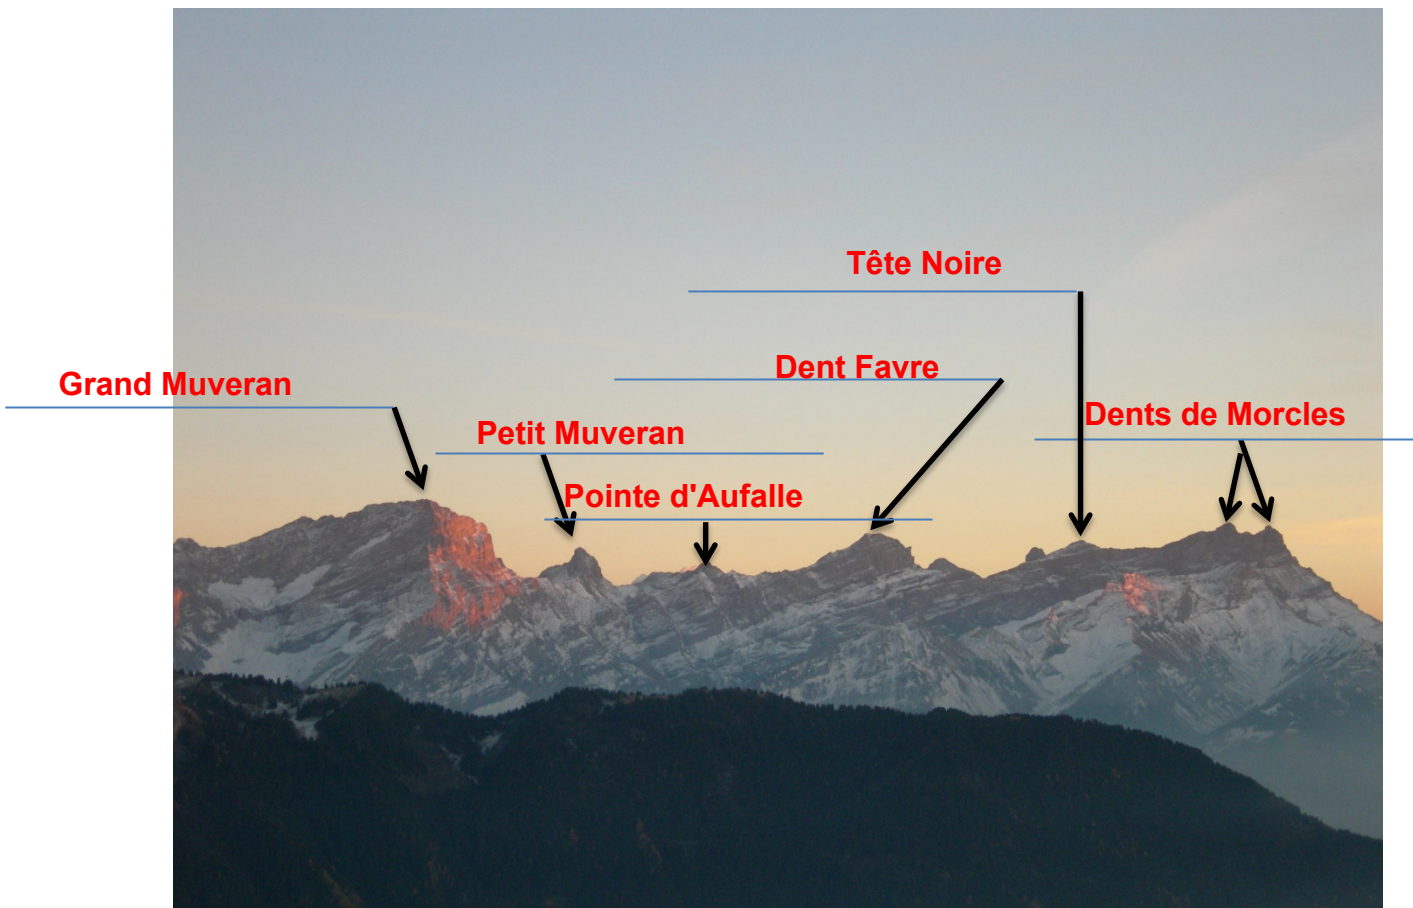 Tête Noire
Dent Favre
Grand Muveran
Dents de Morcles
Petit Muveran
Pointe d'Aufalle